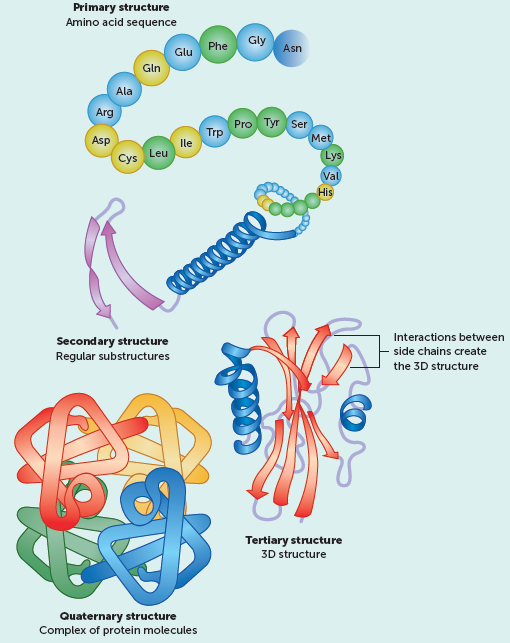 Primary structure
Amino acid sequence
Asn
Gly
Phe
Glu
Gln
Ala
Arg
Asp
Cys
Leu
Ile
Trp
Pro
Tyr
Ser
Met
Lys
Val
His
Secondary structure
Regular substructures
Interactions between
side chains create
the 3D structure
Tertiary structure
3D structure
Quaternary structure
Complex of protein molecules